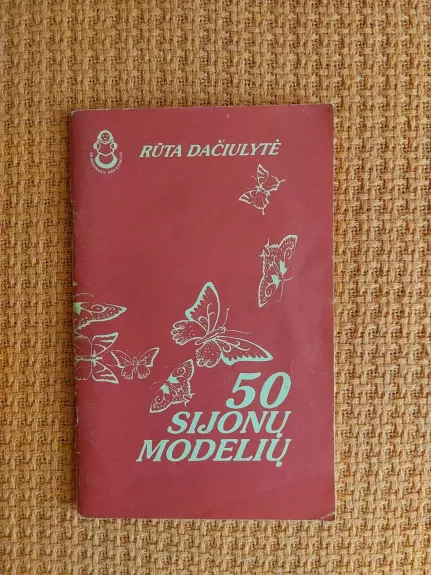 RŪTA DAČIULYTĖ
50
SIJONŲ
MODELIŲ